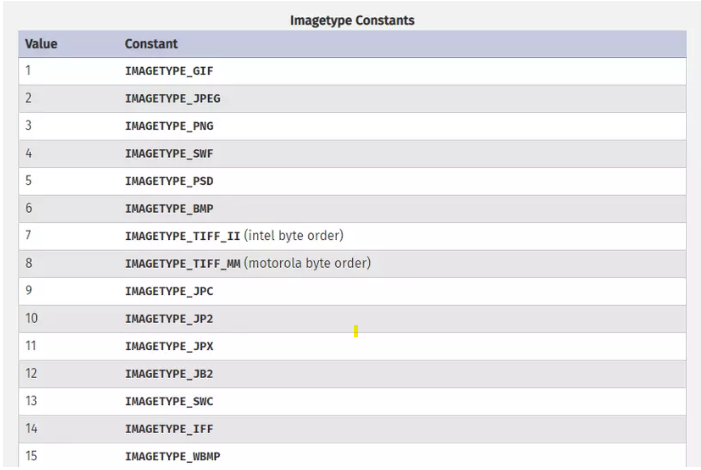 Imagetype Constants
Value Constant
1 IMAGETYPE_GIF
2 IMAGETYPE_JPEG
3 IMAGETYPE_PNG
4 IMAGETYPE_SWF
5 IMAGETYPE_PSD
6 IMAGETYPE_BMP
7 IMAGETYPE_TIFF_II (intel byte order)
8 IMAGETYPE_TIFF_MM (motorola byte order)
9 IMAGETYPE_JPC
10 IMAGETYPE_JP2
11 IMAGETYPE_JPX
12 IMAGETYPE_JB2
13 IMAGETYPE_SWC
14 IMAGETYPE_IFF
15 IMAGETYPE_WBMP